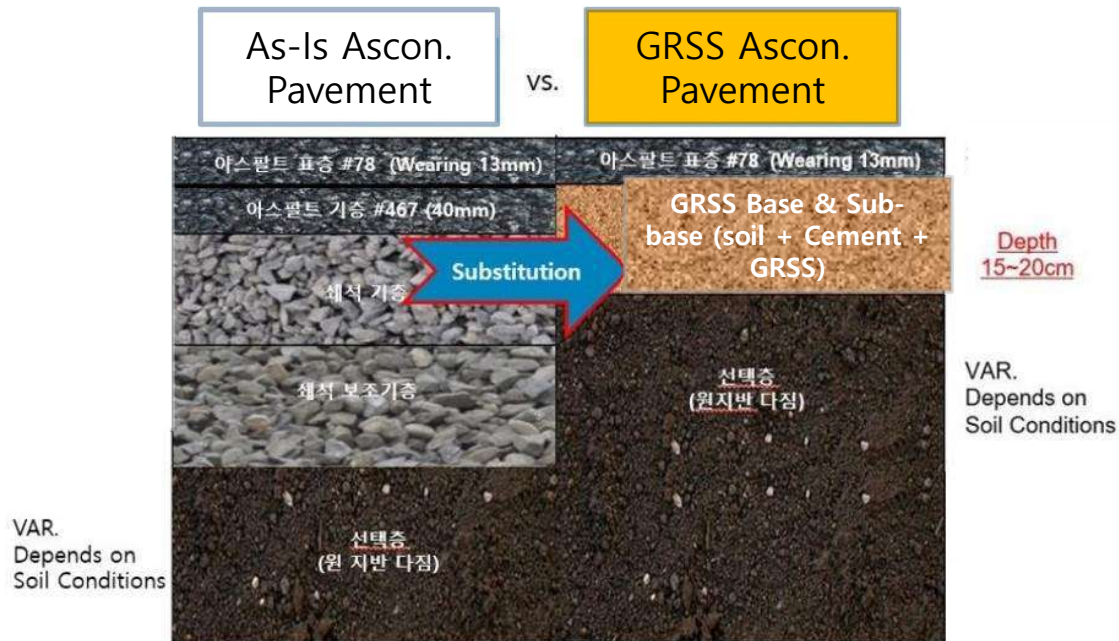 As-Is Ascon.
Pavement
vs.
GRSS Ascon.
Pavement
아스팔트 표층 #78 (Wearing 13mm)
아스팔트 표층 #78 (Wearing 13mm)
아스팔트 기층 #467 (40mm)
GRSS Base & Sub-
base (soil + Cement +
GRSS)
Substitution
쇄석 기층
Depth
15~20cm
쇄석 보조기층
선택층
(원지반 다짐)
VAR.
Depends on
Soil Conditions
VAR.
Depends on
Soil Conditions
선택층
(원 지반 다짐)